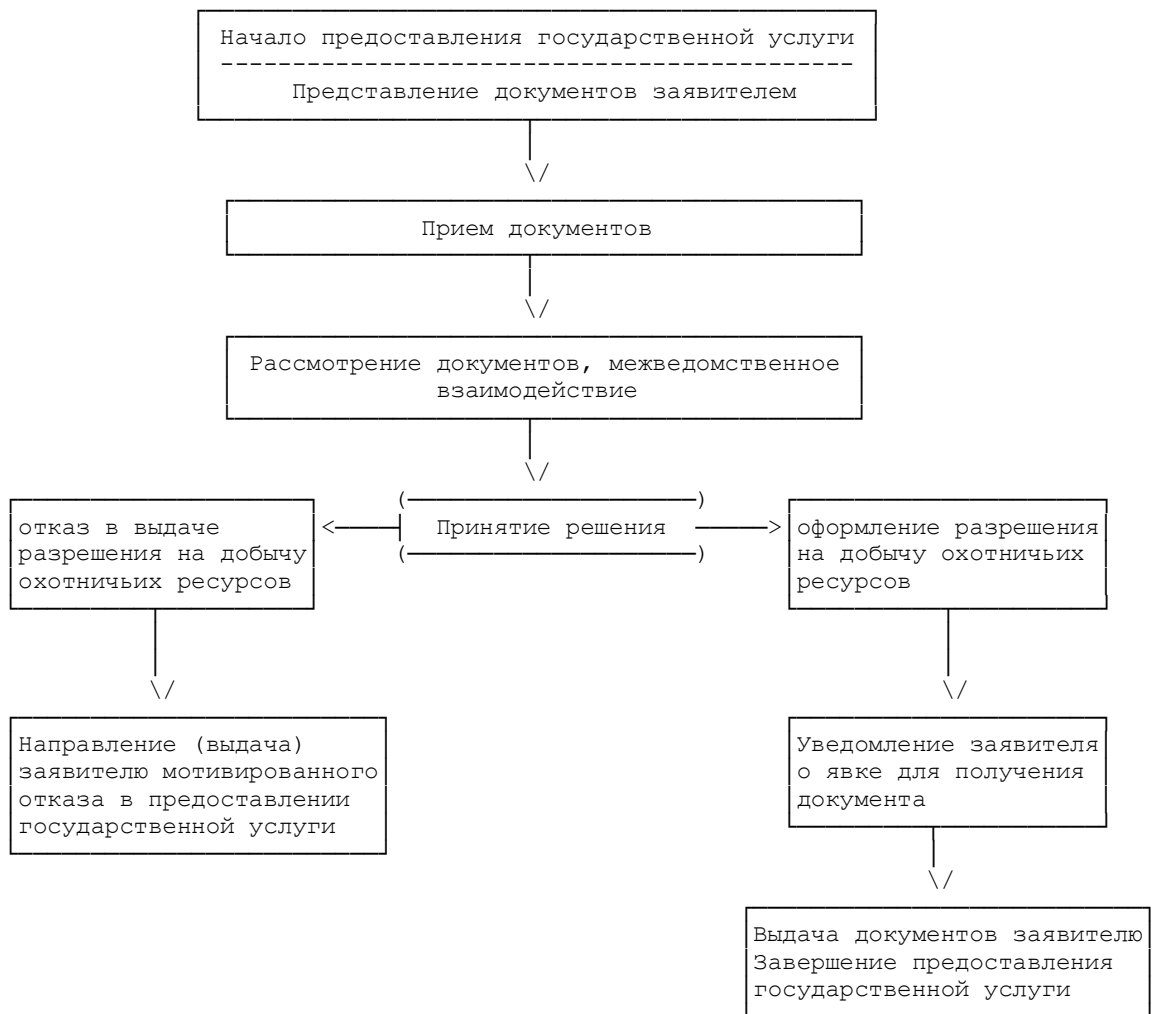 Начало предоставления государственной услуги
--------------------------------------------
Представление документов заявителем
Прием документов
Рассмотрение документов, межведомственное
взаимодействие
Принятие решения
отказ в выдаче
разрешения на добычу
охотничьих ресурсов
оформление разрешения
на добычу охотничьих
ресурсов
Направление (выдача)
заявителю мотивированного
отказа в предоставлении
государственной услуги
Уведомление заявителя
о явке для получения
документа
Выдача документов заявителю
Завершение предоставления
государственной услуги